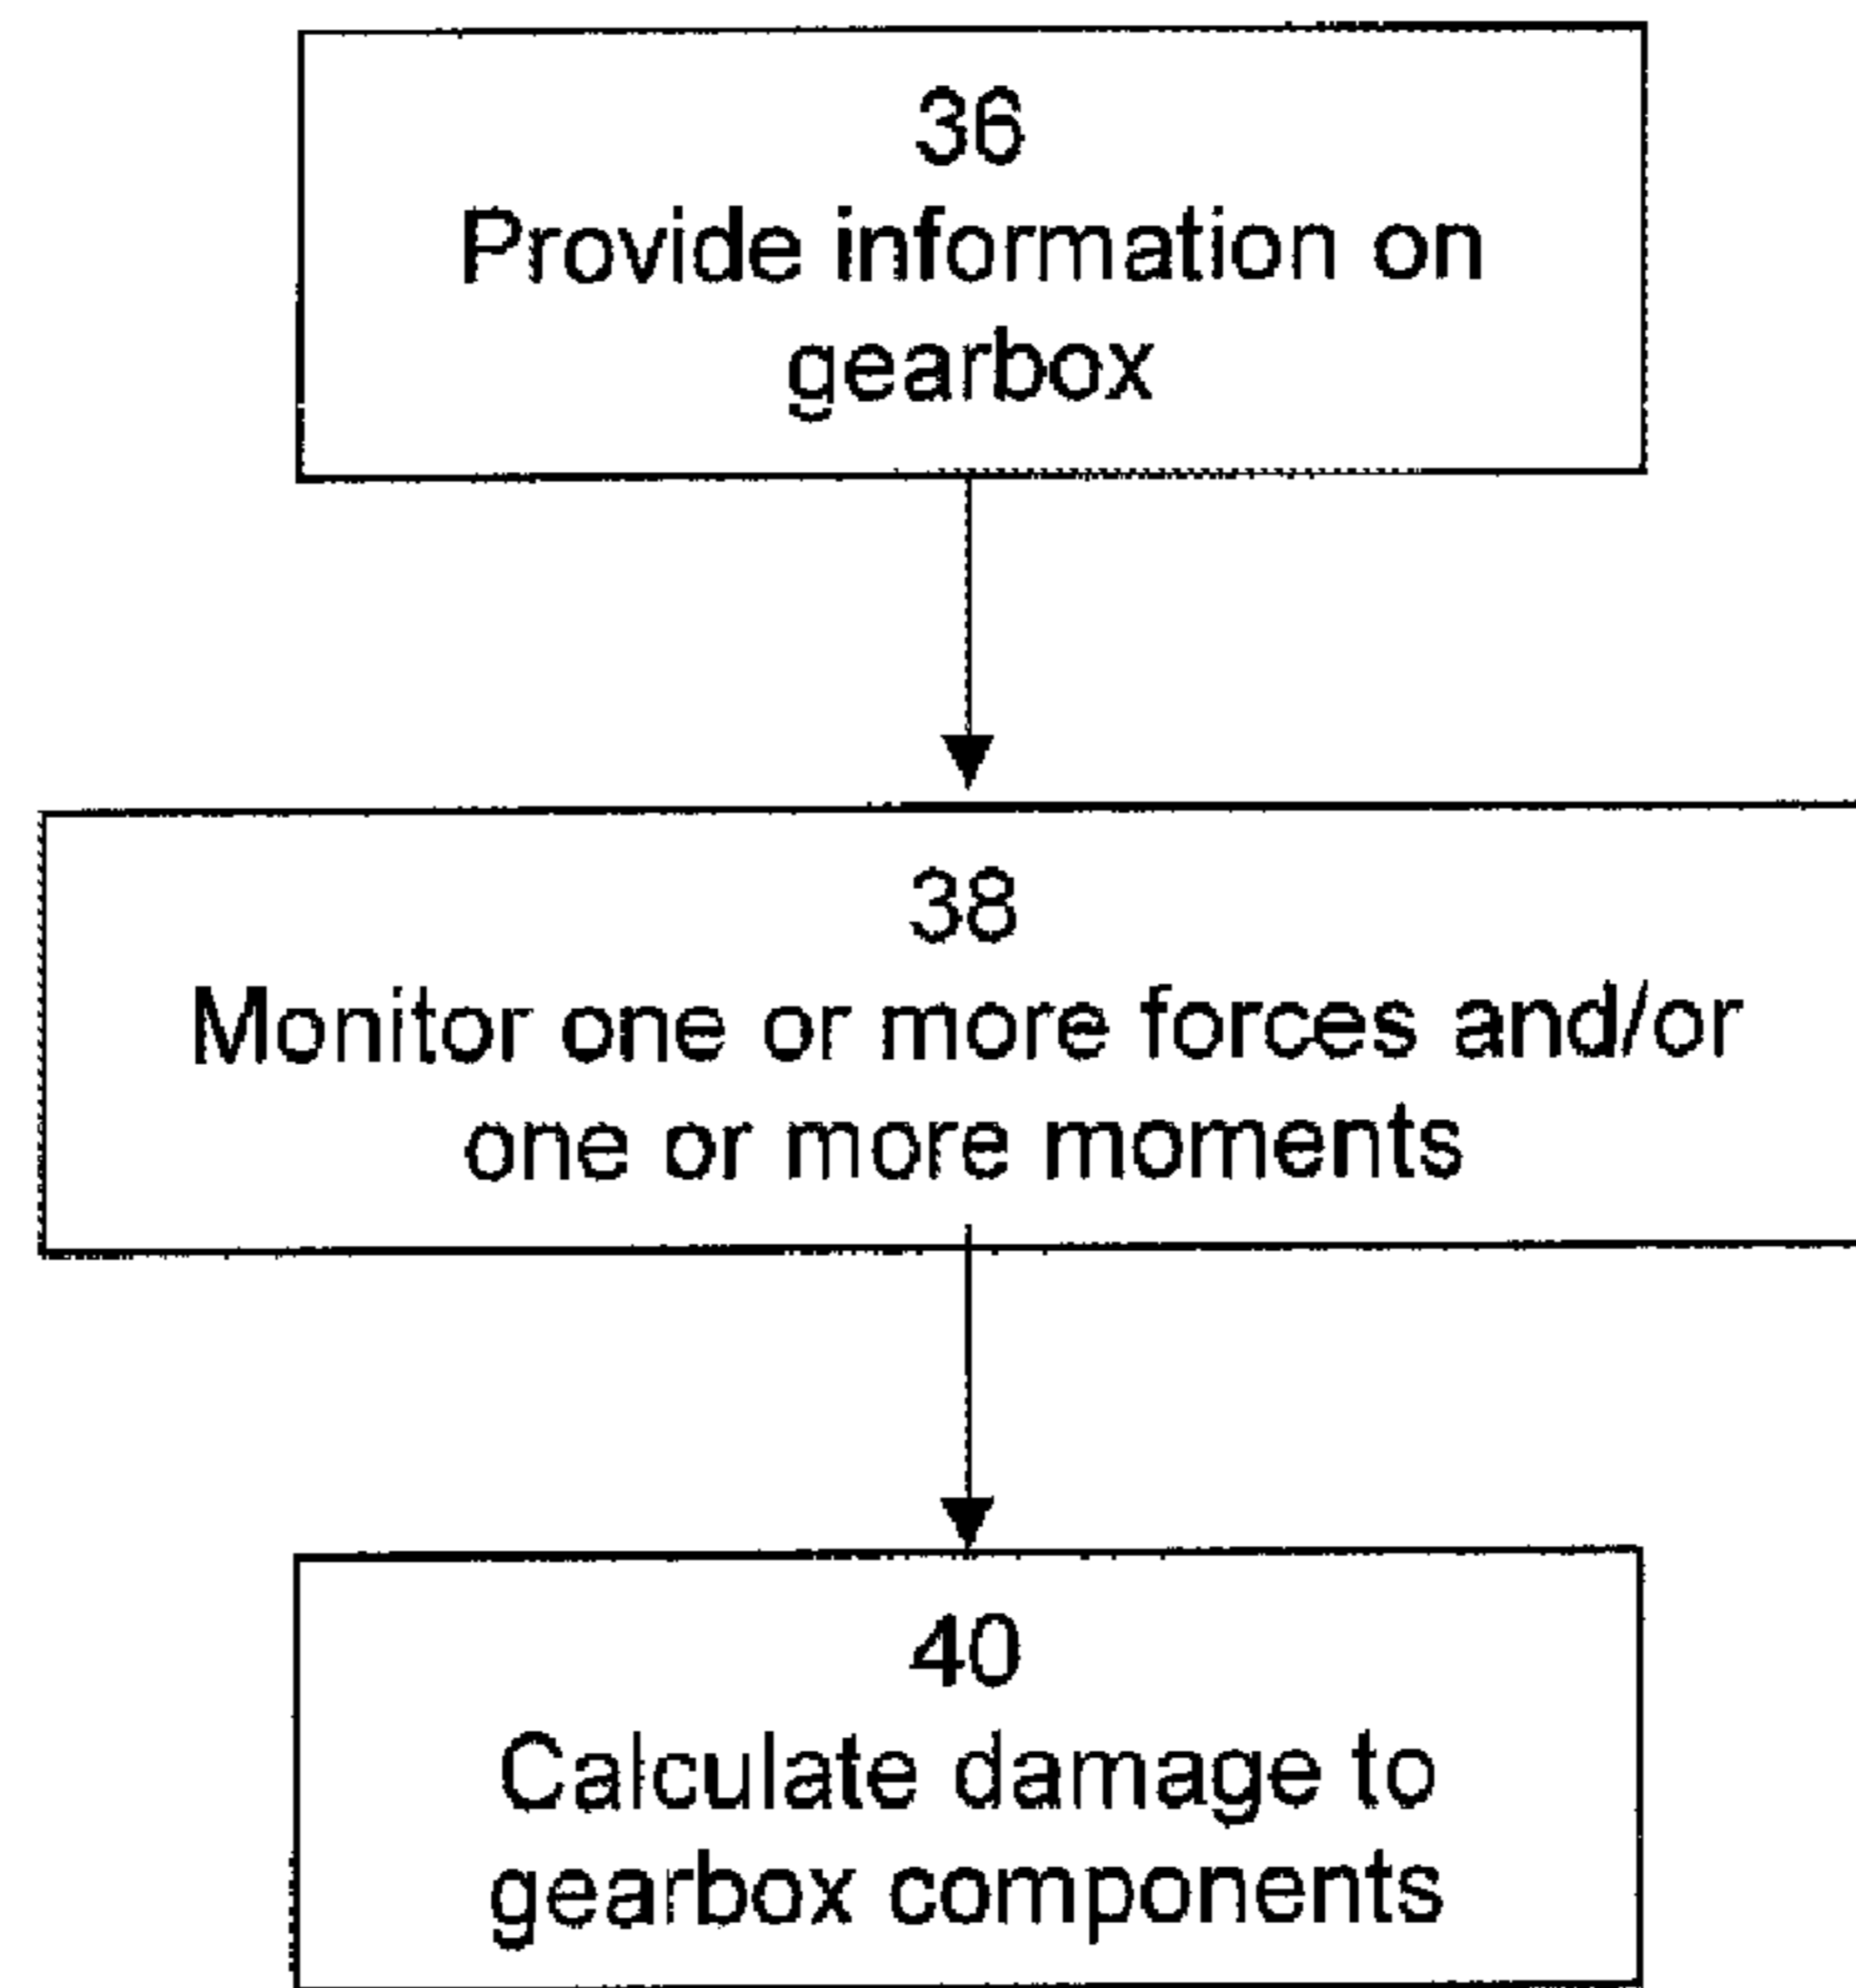 36
Provide information on
gearbox
38
Monitor one or more forces and/or
one or more moments
40
Calculate damage to
gearbox components